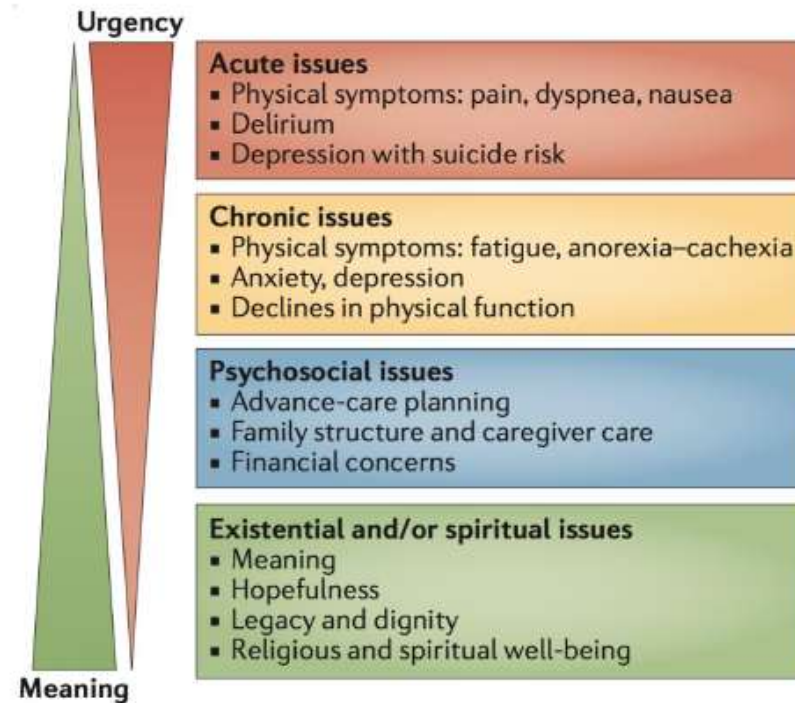 Urgency
Acute issues
▪ Physical symptoms: pain, dyspnea, nausea
▪ Delirium
▪ Depression with suicide risk
Chronic issues
▪ Physical symptoms: fatigue, anorexia–cachexia
▪ Anxiety, depression
▪ Declines in physical function
Psychosocial issues
▪ Advance-care planning
▪ Family structure and caregiver care
▪ Financial concerns
Existential and/or spiritual issues
▪ Meaning
▪ Hopefulness
▪ Legacy and dignity
▪ Religious and spiritual well-being
Meaning